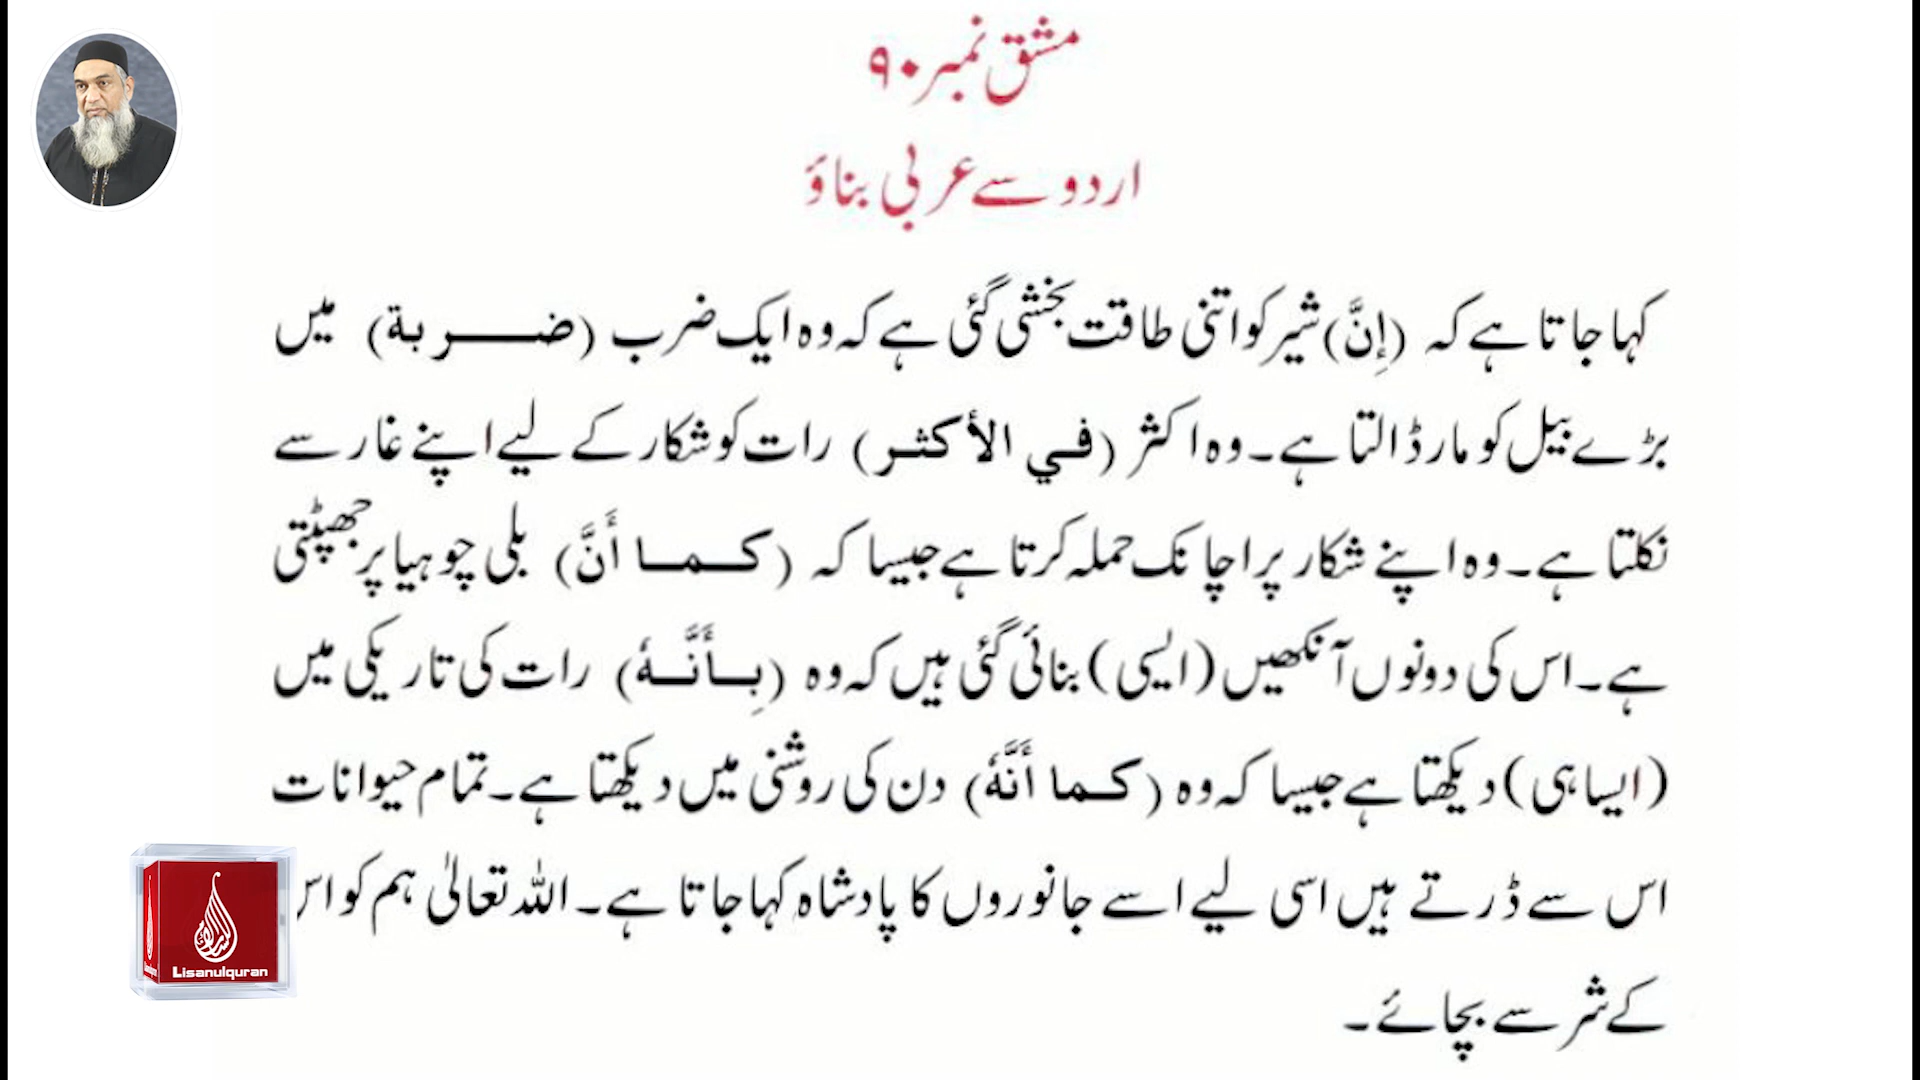 مشق نمبر ۹۰
اردو سے عربی بناؤ
کہا جاتا ہے کہ (إِنَّ) شیر کو اتنی طاقت بخشی گئی ہے کہ وہ ایک ضرب (ضربة) میں
بڑے بیل کو مار ڈالتا ہے۔ وہ اکثر (في الأكثر) رات کو شکار کے لیے اپنے غار سے
نکلتا ہے۔ وہ اپنے شکار پر اچانک حملہ کرتا ہے جیسا کہ (كما أَنَّ) بلی چوہیا پر جھپٹتی
ہے۔ اس کی دونوں آنکھیں (ایسی) بنائی گئی ہیں کہ وہ (بِأَنَّهُ) رات کی تاریکی میں
(ایسا ہی) دیکھتا ہے جیسا کہ وہ (كما أَنَّهُ) دن کی روشنی میں دیکھتا ہے۔ تمام حیوانات
اس سے ڈرتے ہیں اسی لیے اسے جانوروں کا پادشاہ کہا جاتا ہے۔ اللہ تعالیٰ ہم کو اس
کے شر سے بچائے۔
Lisanulquran